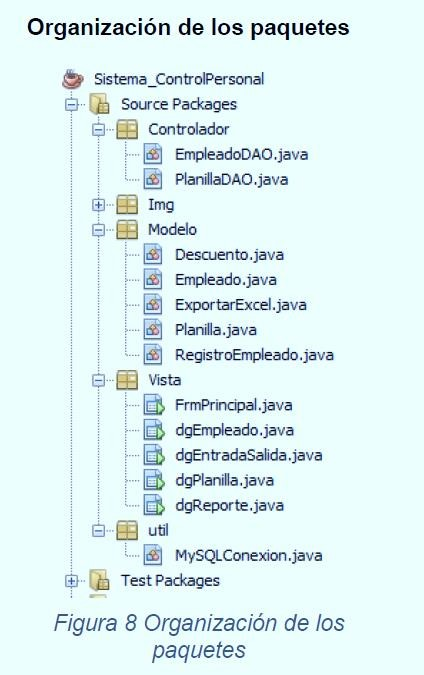 Organización de los paquetes
Sistema_ControlPersonal
Source Packages
Controlador
EmpleadoDAO.java
PlanillaDAO.java
Img
Modelo
Descuento.java
Empleado.java
ExportarExcel.java
Planilla.java
RegistroEmpleado.java
Vista
FrmPrincipal.java
dgEmpleado.java
dgEntradaSalida.java
dgPlanilla.java
dgReporte.java
util
MySQLConexion.java
Test Packages
Figura 8 Organización de los
paquetes